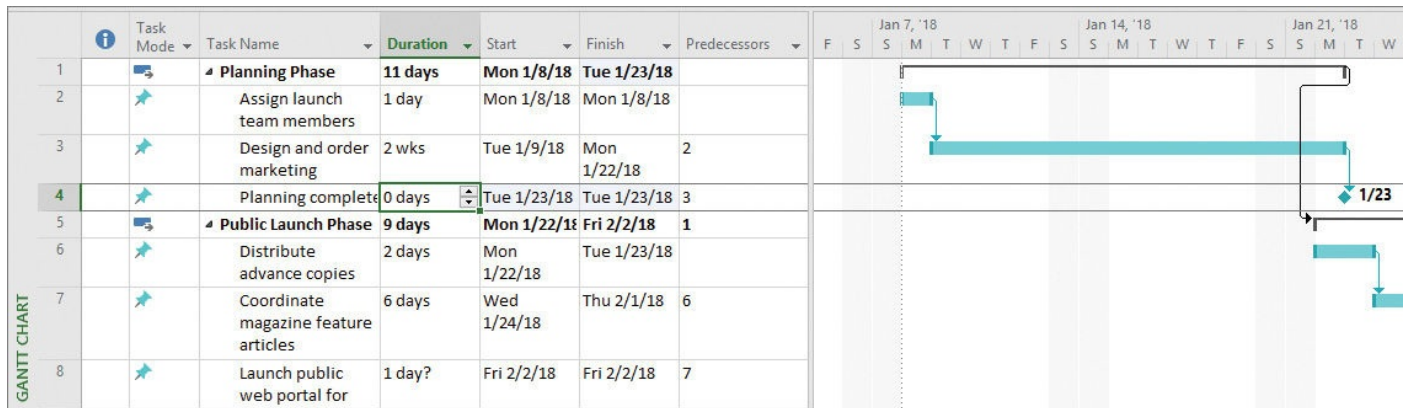 Jan 7, '18 Jan 14, '18 Jan 21, '18
Task
Mode Task Name Duration Start Finish Predecessors F S S M T W T F S S M T W T F S S M T W
1 Planning Phase 11 days Mon 1/8/18 Tue 1/23/18
2 Assign launch 1 day Mon 1/8/18 Mon 1/8/18
team members
3 Design and order 2 wks Tue 1/9/18 Mon 2
marketing 1/22/18
4 Planning complete 0 days Tue 1/23/18 Tue 1/23/18 3 1/23
5 Public Launch Phase 9 days Mon 1/22/18 Fri 2/2/18 1
6 Distribute 2 days Mon Tue 1/23/18
advance copies 1/22/18
7 Coordinate 6 days Wed Thu 2/1/18 6
magazine feature 1/24/18
articles
8 Launch public 1 day? Fri 2/2/18 Fri 2/2/18 7
web portal for
GANTT CHART